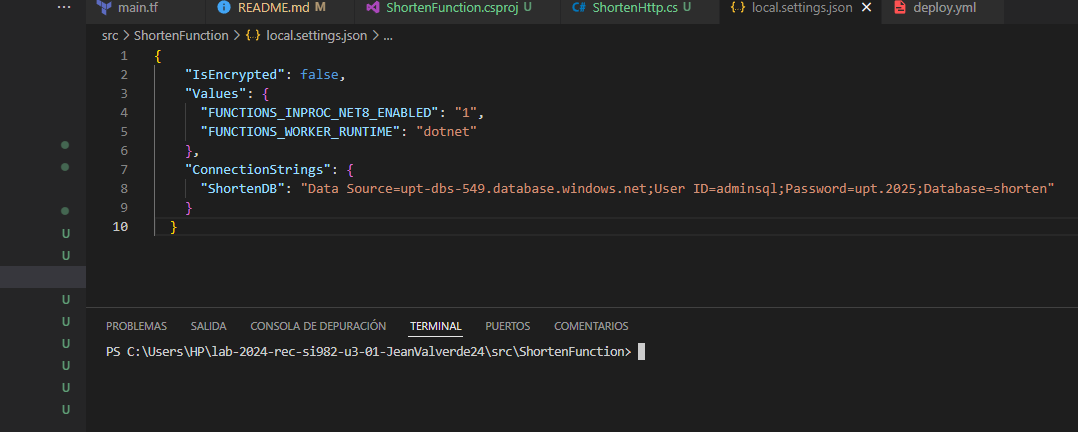 main.tf README.md M ShortenFunction.csproj ShortenHttp.cs local.settings.json deploy.yml
src > ShortenFunction > local.settings.json > ...
1 {
2 "IsEncrypted": false,
3 "Values": {
4 "FUNCTIONS_INPROC_NET8_ENABLED": "1",
5 "FUNCTIONS_WORKER_RUNTIME": "dotnet"
6 },
7 "ConnectionStrings": {
8 "ShortenDB": "Data Source=upt-dbs-549.database.windows.net;User ID=adminsql;Password=upt.2025;Database=shorten"
9 }
10 }
U
U
U
U
U
U
U
U
PROBLEMAS SALIDA CONSOLA DE DEPURACIÓN TERMINAL PUERTOS COMENTARIOS
PS C:\Users\HP\lab-2024-rec-si982-u3-01-JeanValverde24\src\ShortenFunction>